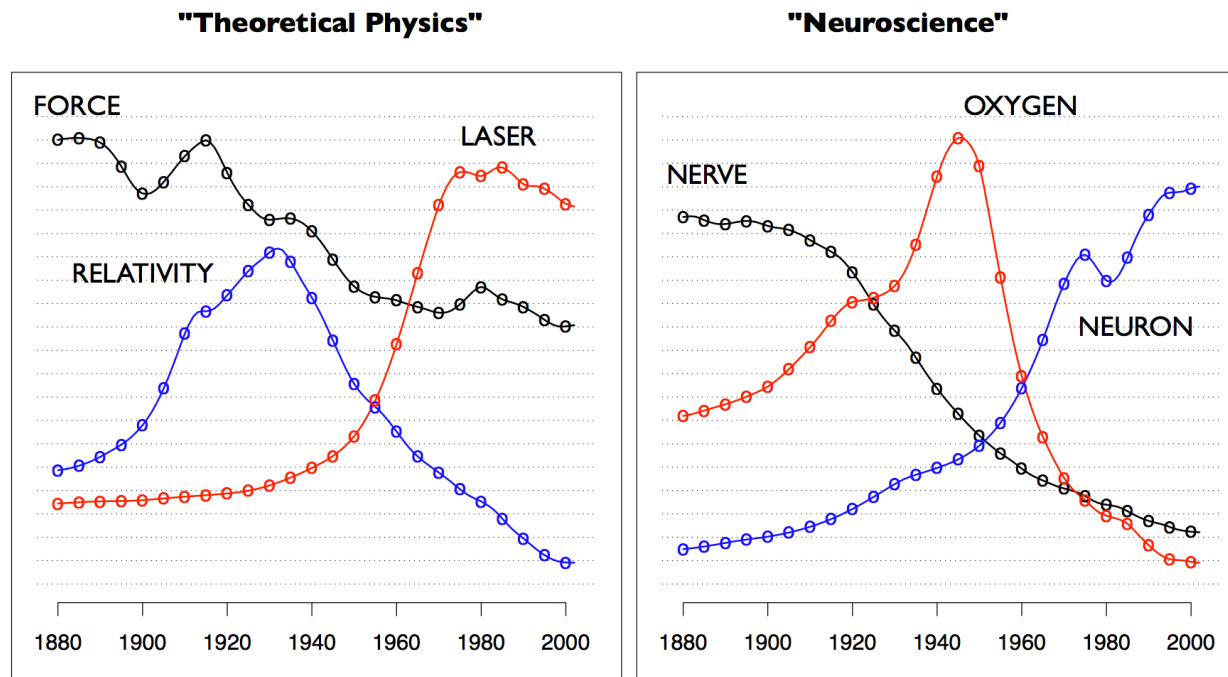 "Theoretical Physics"
FORCE
LASER
RELATIVITY
1880 1900 1920 1940 1960 1980 2000
"Neuroscience"
OXYGEN
NERVE
NEURON
1880 1900 1920 1940 1960 1980 2000